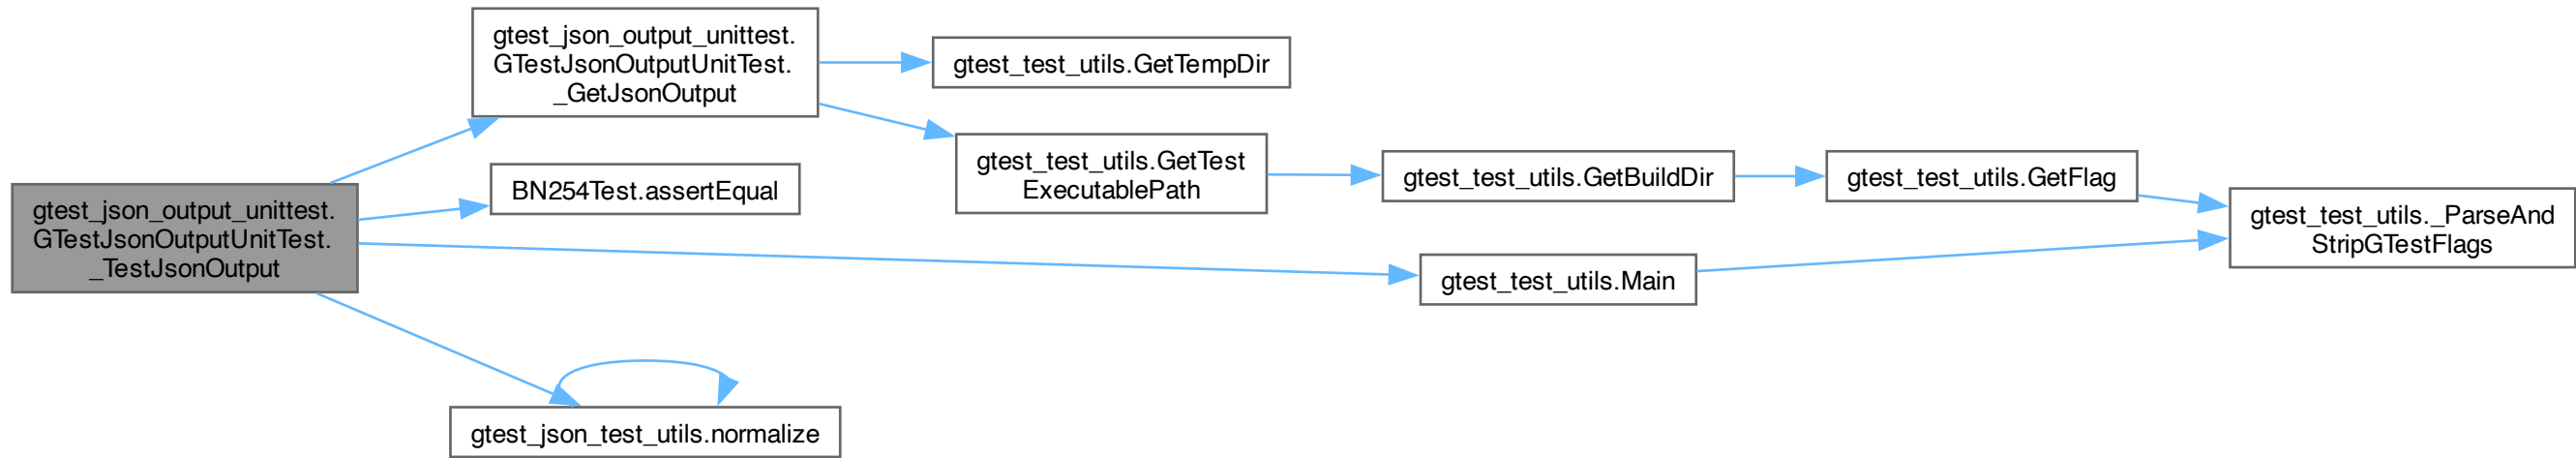 gtest_json_output_unittest.
GTestJsonOutputUnitTest.
_TestJsonOutput
gtest_json_output_unittest.
GTestJsonOutputUnitTest.
_GetJsonOutput
gtest_test_utils.GetTempDir
gtest_test_utils.GetTest
ExecutablePath
gtest_test_utils.GetBuildDir
gtest_test_utils.GetFlag
gtest_test_utils._ParseAnd
StripGTestFlags
BN254Test.assertEqual
gtest_test_utils.Main
gtest_json_test_utils.normalize